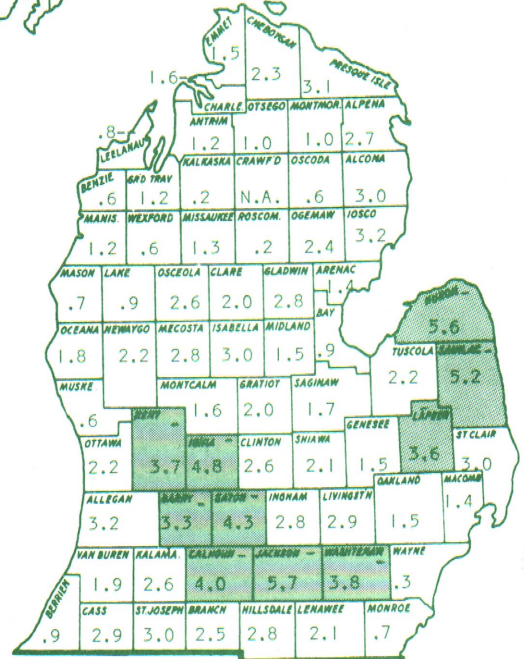 EMMET CHEBOYGAN
1.5
2.3
PRESQUE ISLE
1.6 3.1
CHARLE. OTSEGO MONTMOR. ALPENA
ANTRIM
.8 1.2 1.0 1.0 2.7
LEELANAU
KALKASKA CRAWF'D OSCODA ALCONA
BENZIE GRD TRAV
.6 1.2 .2 N.A. .6 3.0
MANIS. WEXFORD MISSAUKEE ROSCOM. OGEMAW IOSCO
1.2 .6 1.3 .2 2.4 3.2
MASON LAKE OSCEOLA CLARE GLADWIN ARENAC
.7 .9 2.6 2.0 2.8 1.4
HURON
BAY
5.6
OCEANA NEWAYGO MECOSTA ISABELLA MIDLAND
1.8 2.2 2.8 3.0 1.5 .9
TUSCOLA SANILAC
2.2 5.2
MUSKE MONTCALM GRATIOT SAGINAW
.6 1.6 2.0 1.7
KENT LAPEER
GENESEE
OTTAWA IONIA CLINTON SHIAWA ST CLAIR
2.2 3.7 4.8 2.6 2.1 1.5 3.6 3.0
OAKLAND MACOMB
ALLEGAN BARRY EATON INGHAM LIVINGST'N
3.2 3.3 4.3 2.8 2.9 1.5 1.4
VAN BUREN KALAMA. CALHOUN JACKSON WASHTENAW WAYNE
1.9 2.6 4.0 5.7 3.8 .3
BERRIEN CASS ST.JOSEPH BRANCH HILLSDALE LENAWEE MONROE
.9 2.9 3.0 2.5 2.8 2.1 .7